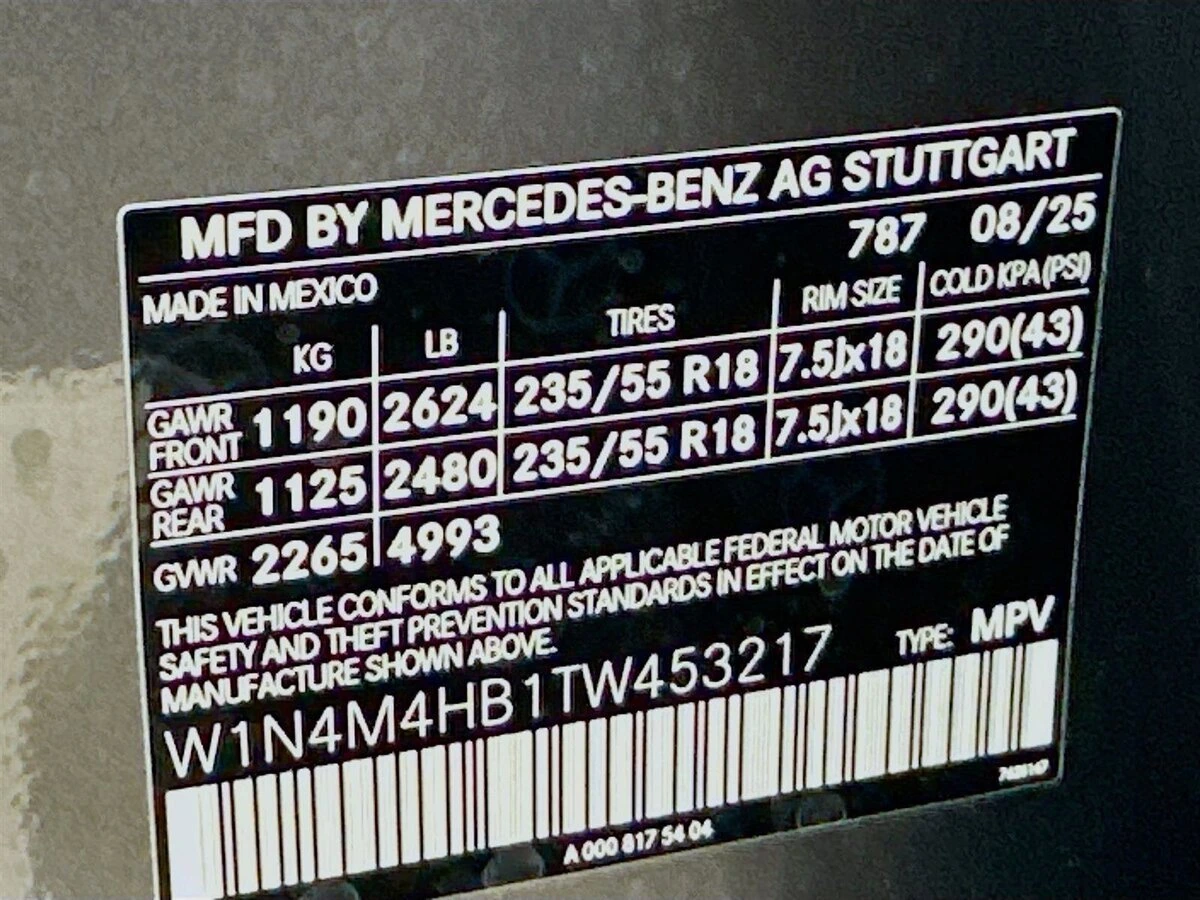 MFD BY MERCEDES-BENZ AG STUTTGART
787 08/25
MADE IN MEXICO
KG LB TIRES RIM SIZE COLD KPA(PSI)
GAWR FRONT 1190 2624 235/55 R18 7.5Jx18 290(43)
GAWR REAR 1125 2480 235/55 R18 7.5Jx18 290(43)
GVWR 2265 4993
THIS VEHICLE CONFORMS TO ALL APPLICABLE FEDERAL MOTOR VEHICLE
SAFETY AND THEFT PREVENTION STANDARDS IN EFFECT ON THE DATE OF
MANUFACTURE SHOWN ABOVE.
W1N4M4HB1TW453217 TYPE: MPV
A 000 817 54 04